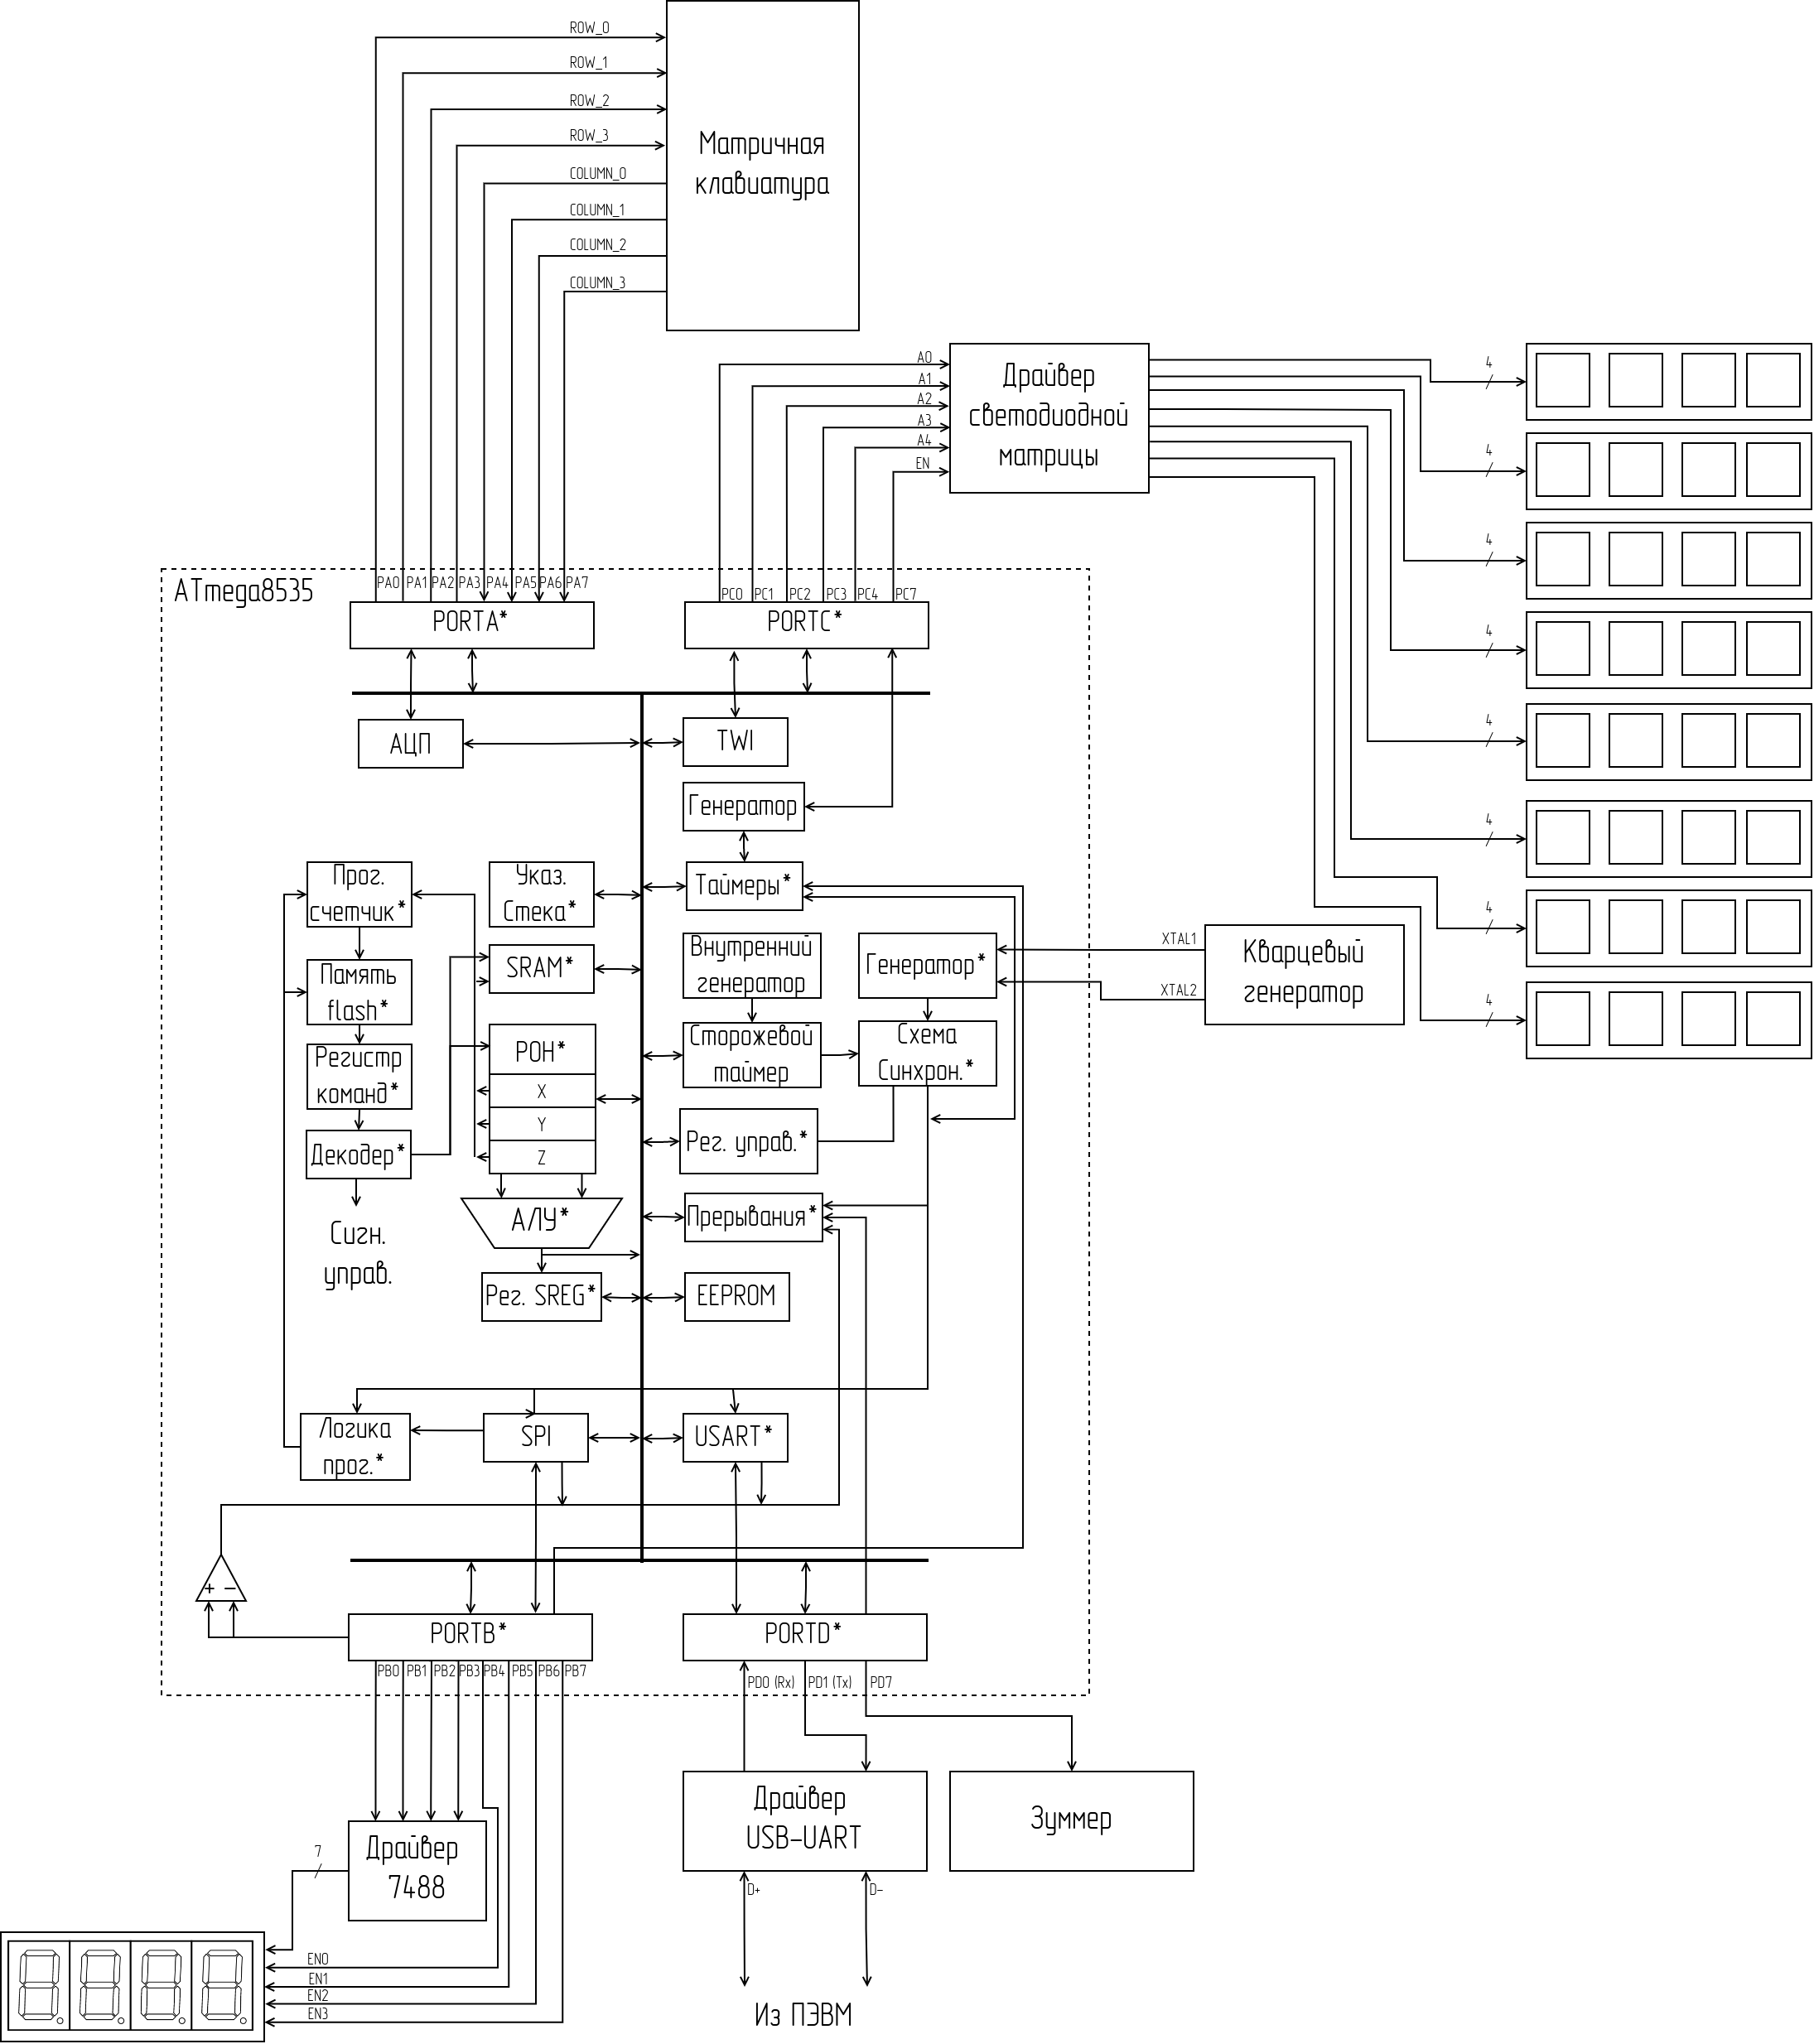 ROW_0
ROW_1
ROW_2
ROW_3
COLUMN_0
COLUMN_1
COLUMN_2
COLUMN_3
Матричная
клавиатура
A0
A1
A2
A3
A4
EN
Драйвер
светодиодной
матрицы
4
4
4
4
4
4
4
4
ATmega8535
PA0 PA1 PA2 PA3 PA4 PA5 PA6 PA7
PORTA*
PC0 PC1 PC2 PC3 PC4 PC7
PORTC*
АЦП
TWI
Генератор
Прог.
счетчик*
Указ.
Стека*
Таймеры*
Память
flash*
SRAM*
Внутренний
генератор
Генератор*
XTAL1
XTAL2
Кварцевый
генератор
Регистр
команд*
РОН*
X
Y
Z
Сторожевой
таймер
Схема
Синхрон.*
Декодер*
Рег. управ.*
Сигн.
управ.
АЛУ*
Прерывания*
Рег. SREG*
EEPROM
Логика
прог.*
SPI
USART*
+ −
PORTB*
PB0 PB1 PB2 PB3 PB4 PB5 PB6 PB7
PORTD*
PD0 (Rx) PD1 (Tx) PD7
Драйвер
7488
7
Драйвер
USB-UART
Зуммер
D+
D-
EN0
EN1
EN2
EN3
8.8.8.8.
Из ПЭВМ